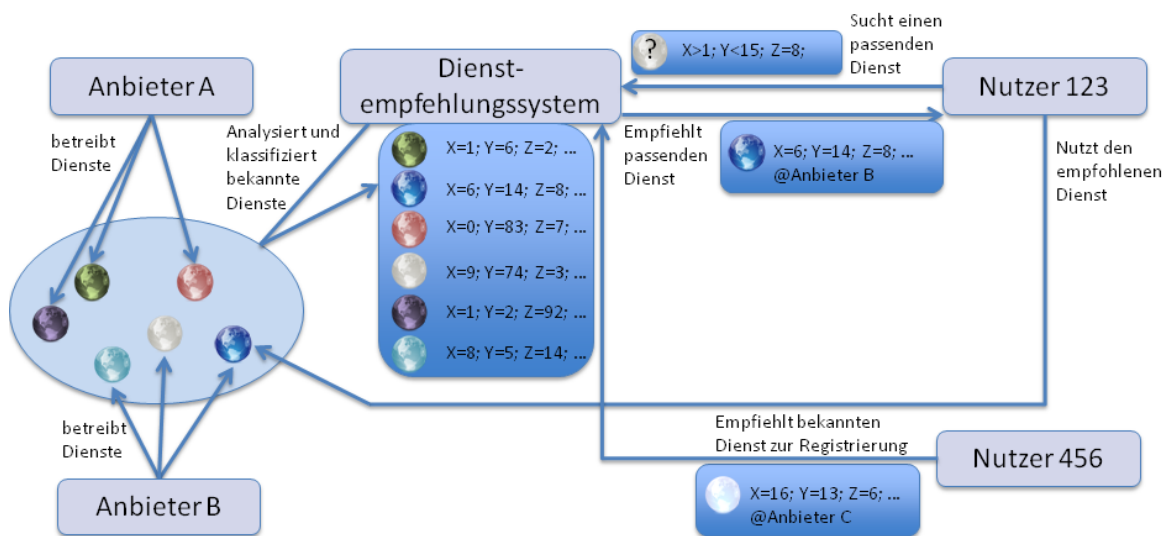 Anbieter A
betreibt
Dienste
Analysiert und
klassifiziert
bekannte
Dienste
Dienst-
empfehlungssystem
X=1; Y=6; Z=2; ...
X=6; Y=14; Z=8; ...
X=0; Y=83; Z=7; ...
X=9; Y=74; Z=3; ...
X=1; Y=2; Z=92; ...
X=8; Y=5; Z=14; ...
? X>1; Y<15; Z=8;
Sucht einen
passenden
Dienst
Nutzer 123
Empfiehlt
passenden
Dienst
X=6; Y=14; Z=8; ...
@Anbieter B
Nutzt den
empfohlenen
Dienst
betreibt
Dienste
Anbieter B
Empfiehlt bekannten
Dienst zur Registrierung
Nutzer 456
X=16; Y=13; Z=6; ...
@Anbieter C